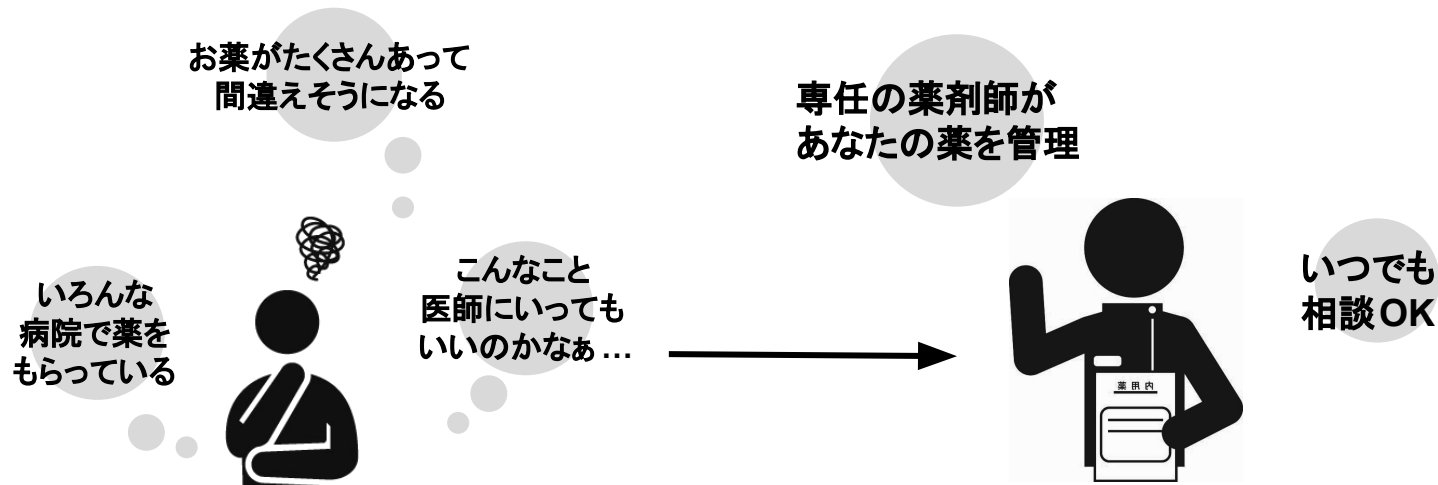 お薬がたくさんあって
間違えそうになる
いろんな
病院で薬を
もらっている
こんなこと
医師にいっても
いいのかなぁ…
専任の薬剤師が
あなたの薬を管理
いつでも
相談OK
内用薬